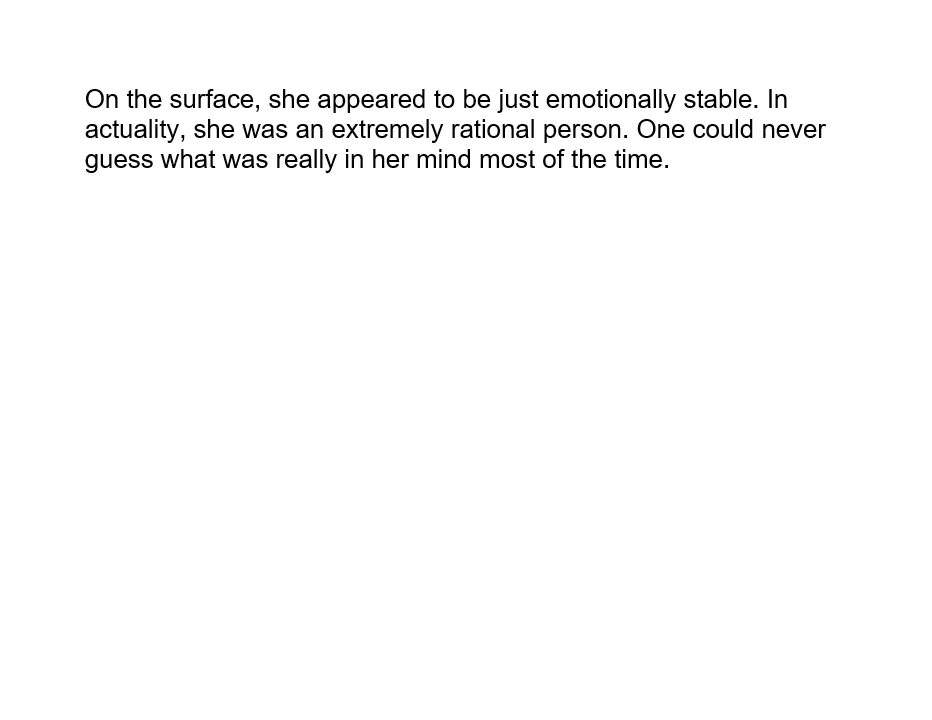 On the surface, she appeared to be just emotionally stable. In
actuality, she was an extremely rational person. One could never
guess what was really in her mind most of the time.